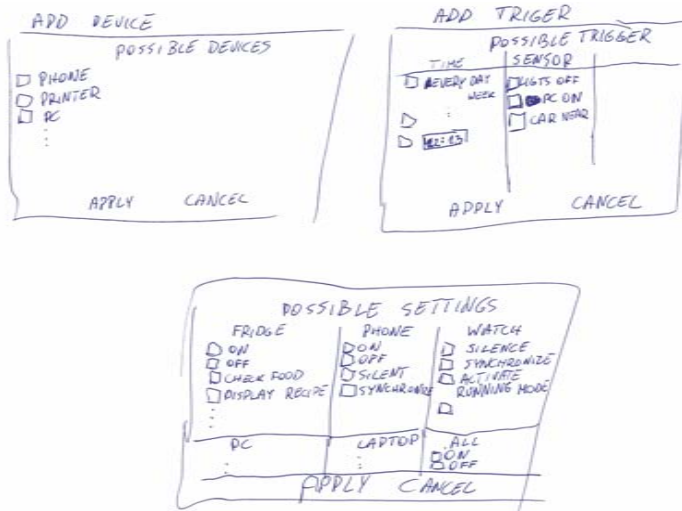 ADD DEVICE
POSSIBLE DEVICES
PHONE
PRINTER
PC
APPLY CANCEL
ADD TRIGER
POSSIBLE TRIGGER
TIME SENSOR
EVERY DAY
WEEK
LIGTS OFF
PC ON
CAR NEAR
APPLY CANCEL
POSSIBLE SETTINGS
FRIDGE
ON
OFF
CHECK FOOD
DISPLAY RECIPE
PHONE
ON
OFF
SILENT
SYNCHRONIZE
WATCH
SILENCE
SYNCHRONIZE
ACTIVATE
RUNNING MODE
PC
LAPTOP
ALL
ON
OFF
APPLY CANCEL